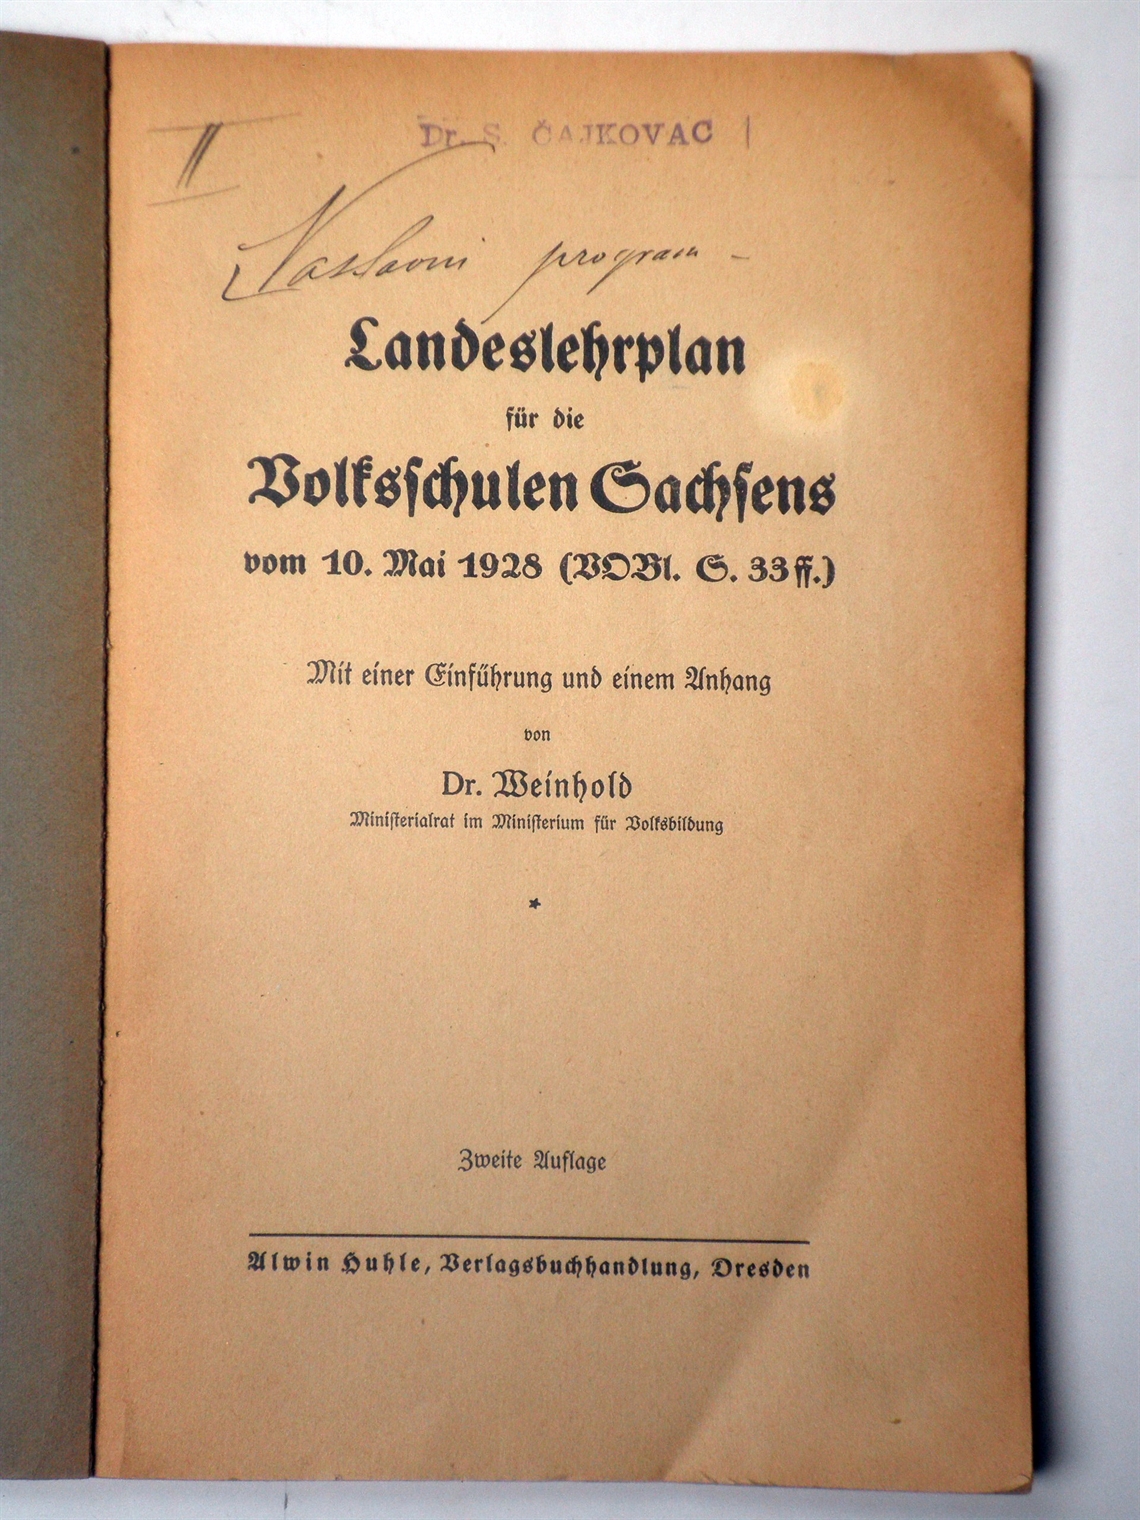 II
Dr. S. ČAJKOVAC
Naslovni program -
Landeslehrplan
für die
Volksschulen Sachsens
vom 10. Mai 1928 (VOBl. S. 33 ff.)
Mit einer Einführung und einem Anhang
von
Dr. Weinhold
Ministerialrat im Ministerium für Volksbildung
*
Zweite Auflage
Alwin Huhle, Verlagsbuchhandlung, Dresden